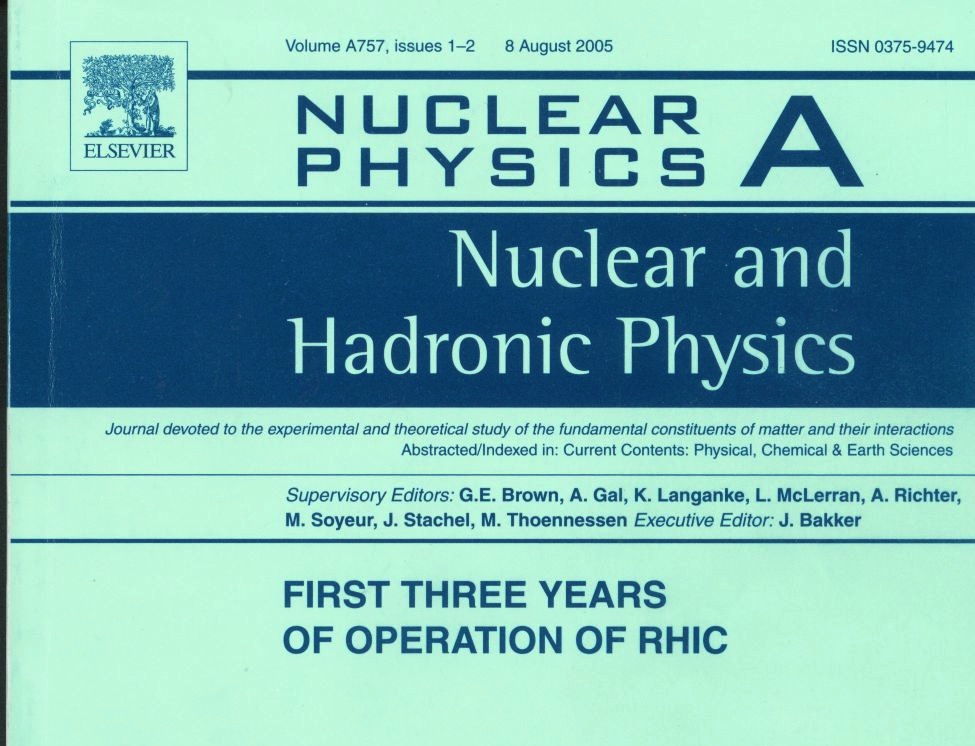 Volume A757, issues 1–2 8 August 2005 ISSN 0375-9474
ELSEVIER
NUCLEAR
PHYSICS A
Nuclear and
Hadronic Physics
Journal devoted to the experimental and theoretical study of the fundamental constituents of matter and their interactions
Abstracted/Indexed in: Current Contents: Physical, Chemical & Earth Sciences
Supervisory Editors: G.E. Brown, A. Gal, K. Langanke, L. McLerran, A. Richter,
M. Soyeur, J. Stachel, M. Thoennessen Executive Editor: J. Bakker
FIRST THREE YEARS
OF OPERATION OF RHIC